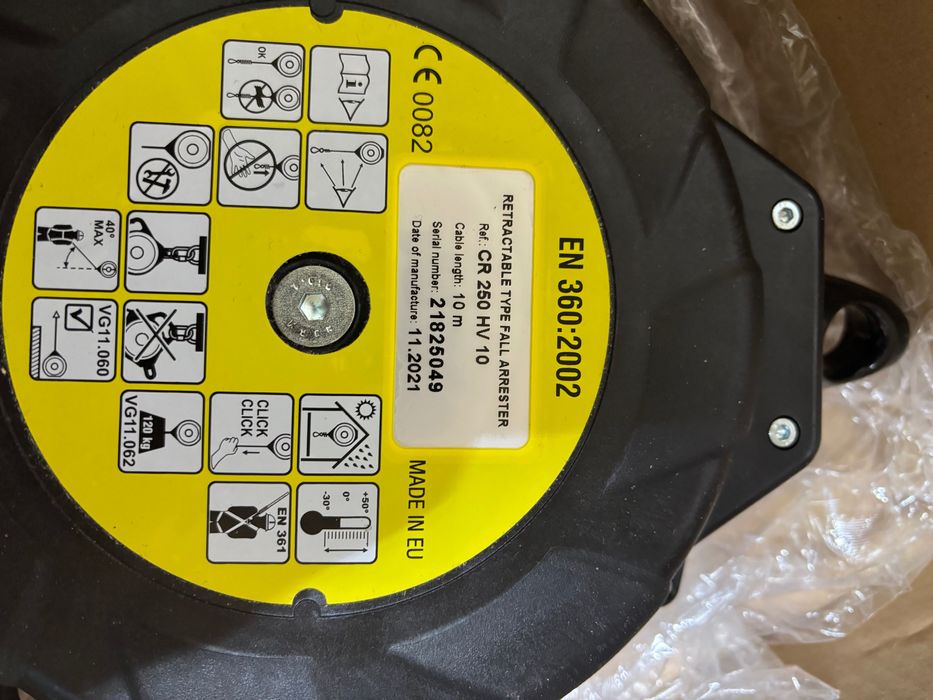 EN 360:2002
RETRACTABLE TYPE FALL ARRESTER
Ref.: CR 250 HV 10
Cable length: 10 m
Serial number: 21825049
Date of manufacture: 11.2021
CE 0082
MADE IN EU
i
OK
+50°
0°
-30°
CLICK
CLICK
EN 361
40°
MAX
VG11.060
120 kg
VG11.062